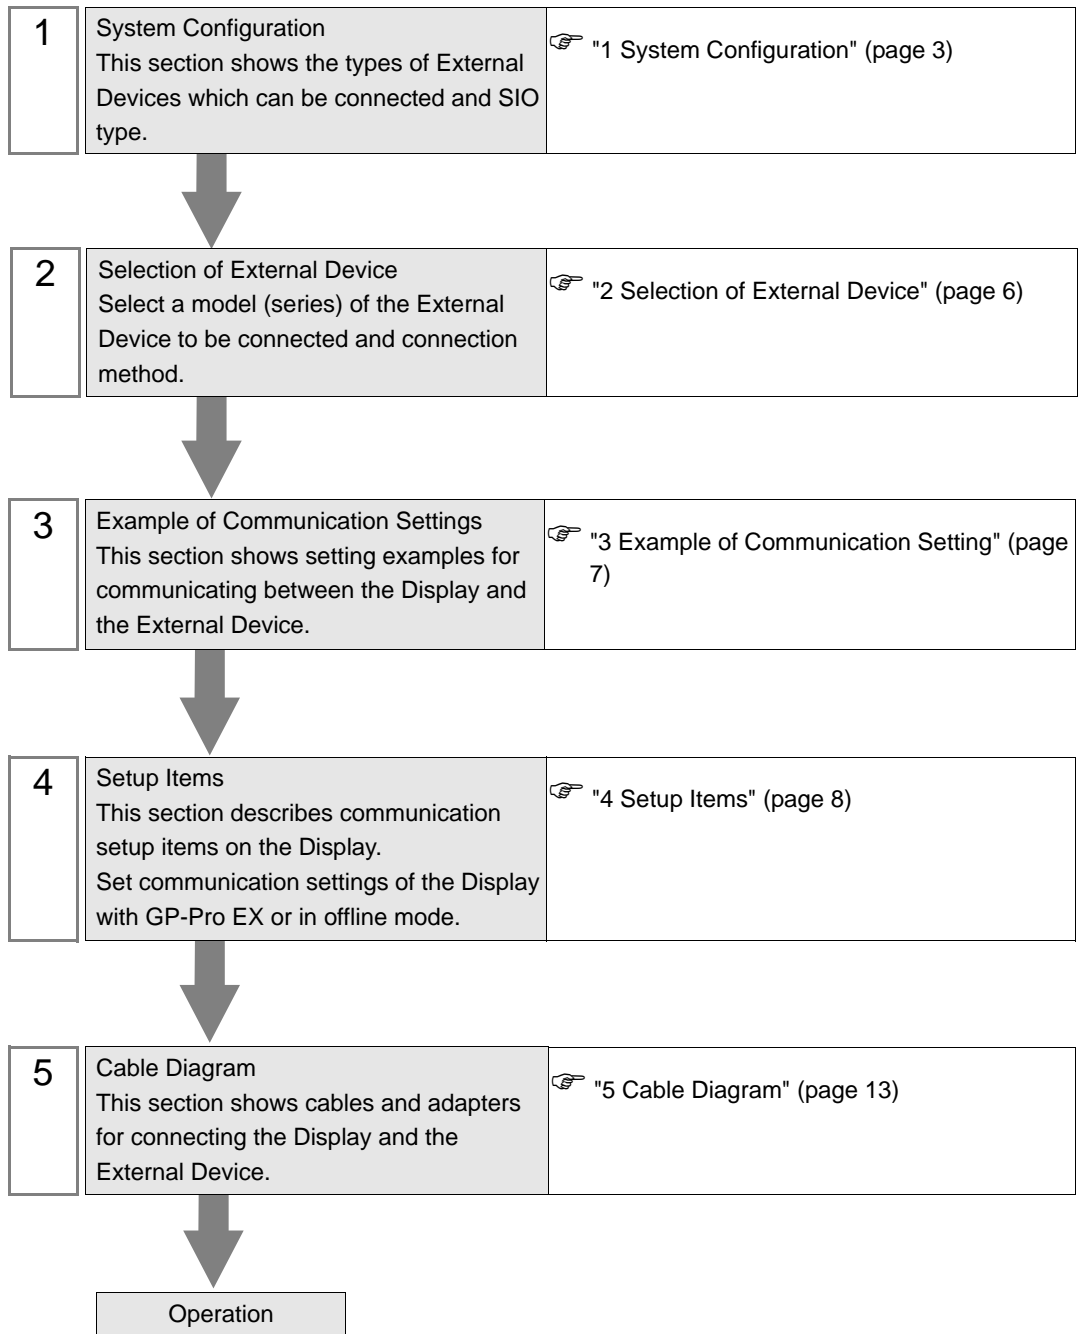 1
System Configuration
This section shows the types of External
Devices which can be connected and SIO
type.
"1 System Configuration" (page 3)
2
Selection of External Device
Select a model (series) of the External
Device to be connected and connection
method.
"2 Selection of External Device" (page 6)
3
Example of Communication Settings
This section shows setting examples for
communicating between the Display and
the External Device.
"3 Example of Communication Setting" (page
7)
4
Setup Items
This section describes communication
setup items on the Display.
Set communication settings of the Display
with GP-Pro EX or in offline mode.
"4 Setup Items" (page 8)
5
Cable Diagram
This section shows cables and adapters
for connecting the Display and the
External Device.
"5 Cable Diagram" (page 13)
Operation